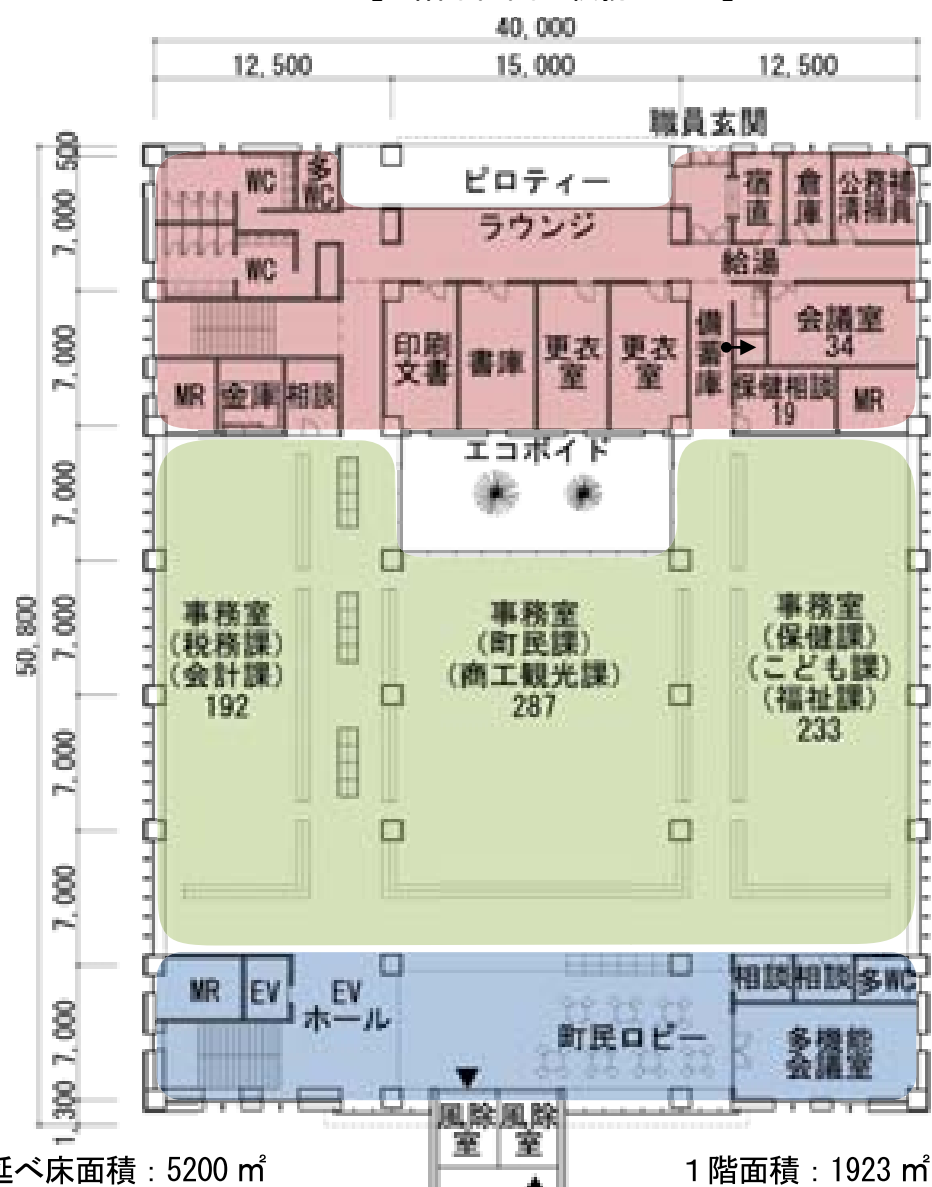 40,000
12,500
15,000
12,500
職員玄関
500
7,000
7,000
7,000
7,000
7,000
7,000
7,000
1,300
50,800
WC
多
WC
ピロティー
宿
直
倉
庫
公務補
清掃員
ラウンジ
WC
給湯
印刷
文書
書庫
更衣
室
更衣
室
備
蓄
庫
会議室
34
MR
金庫
相談
保健相談
19
MR
エコボイド
事務室
(税務課)
(会計課)
192
事務室
(町民課)
(商工観光課)
287
事務室
(保健課)
(こども課)
(福祉課)
233
MR
EV
EV
ホール
町民ロビー
相談
相談
多WC
多機能
会議室
風除
室
風除
室
延べ床面積：5200 ㎡
1階面積：1923 ㎡